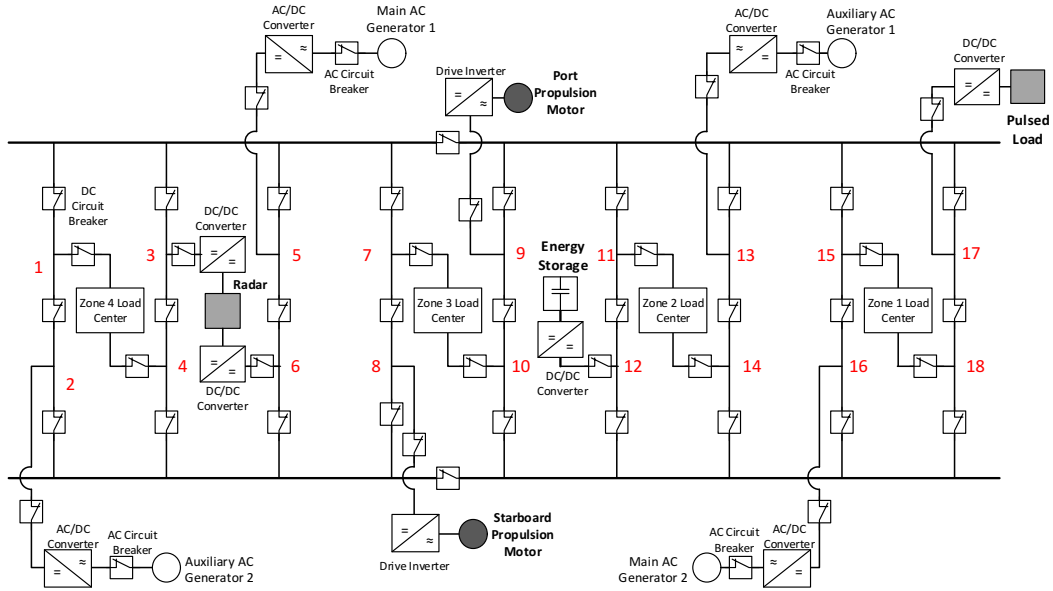 AC/DC
Converter
Main AC
Generator 1
AC Circuit
Breaker
Drive Inverter
Port
Propulsion
Motor
AC/DC
Converter
Auxiliary AC
Generator 1
AC Circuit
Breaker
DC/DC
Converter
Pulsed
Load
DC
Circuit
Breaker
DC/DC
Converter
1
3
5
7
9
Energy
Storage
11
13
15
17
Radar
Zone 4 Load
Center
Zone 3 Load
Center
Zone 2 Load
Center
Zone 1 Load
Center
2
4
DC/DC
Converter
6
8
10
DC/DC
Converter
12
14
16
18
AC/DC
Converter
AC Circuit
Breaker
Auxiliary AC
Generator 2
Drive Inverter
Starboard
Propulsion
Motor
Main AC
Generator 2
AC Circuit
Breaker
AC/DC
Converter